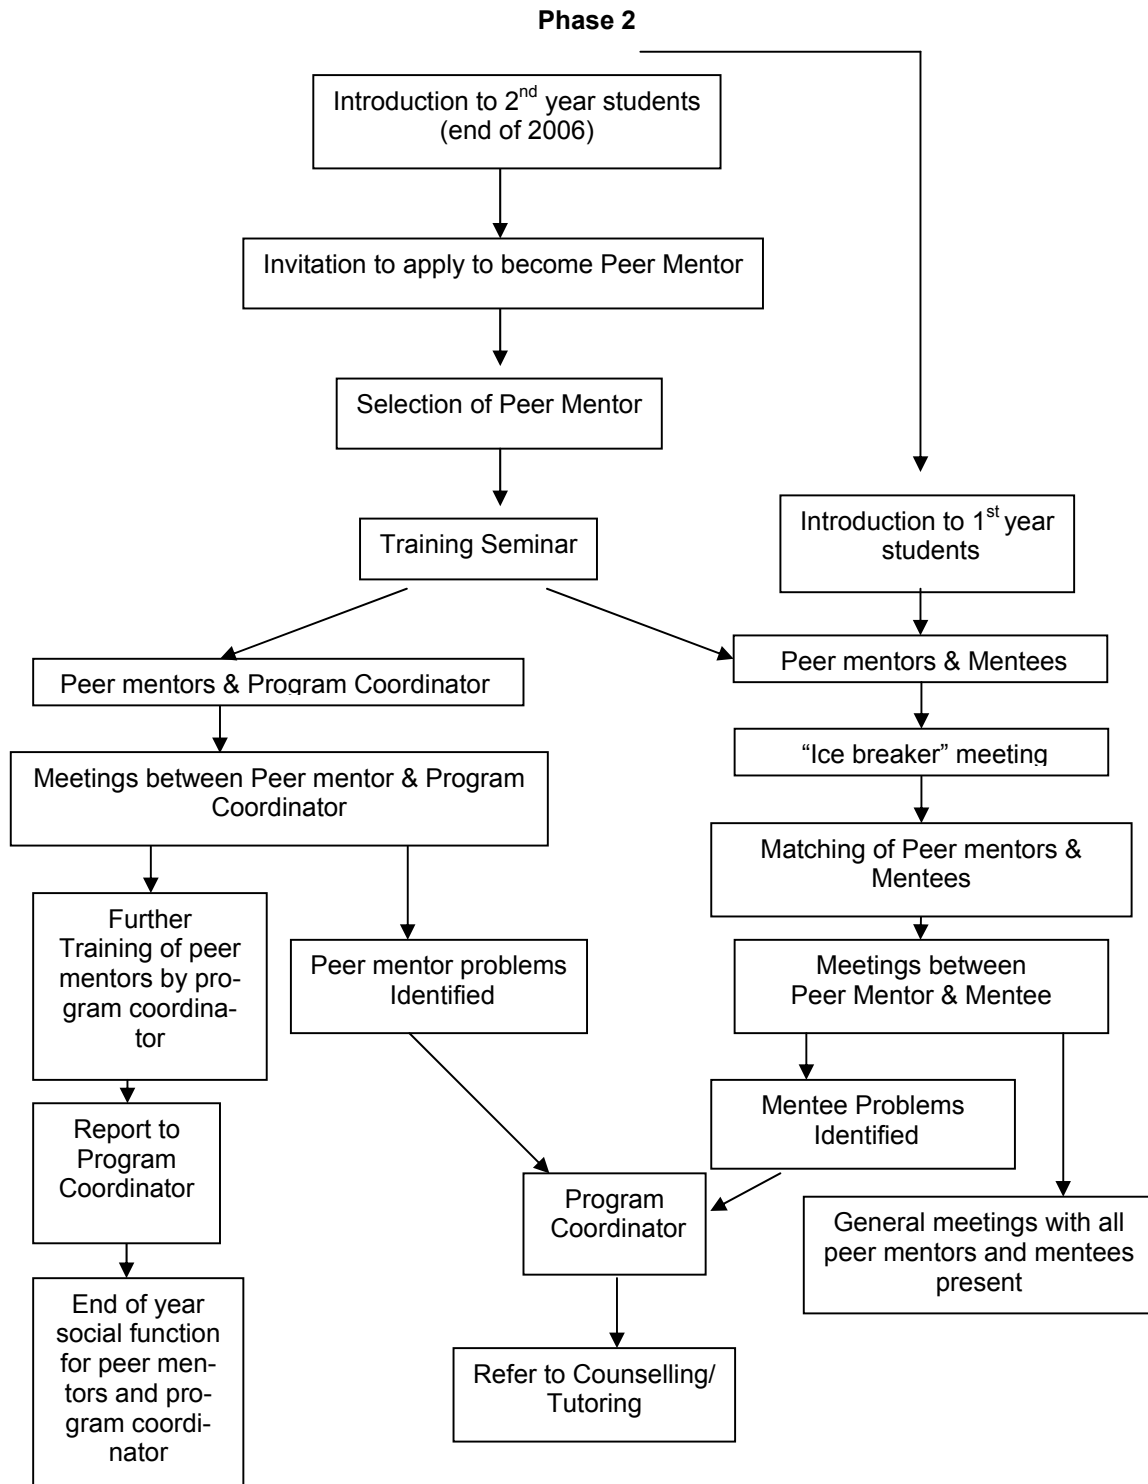 Phase 2
Introduction to 2nd year students
(end of 2006)
Invitation to apply to become Peer Mentor
Selection of Peer Mentor
Training Seminar
Introduction to 1st year
students
Peer mentors & Program Coordinator
Peer mentors & Mentees
Meetings between Peer mentor & Program
Coordinator
“Ice breaker” meeting
Matching of Peer mentors &
Mentees
Further
Training of peer
mentors by pro-
gram coordina-
tor
Peer mentor problems
Identified
Meetings between
Peer Mentor & Mentee
Report to
Program
Coordinator
Mentee Problems
Identified
Program
Coordinator
General meetings with all
peer mentors and mentees
present
End of year
social function
for peer men-
tors and pro-
gram coordi-
nator
Refer to Counselling/
Tutoring